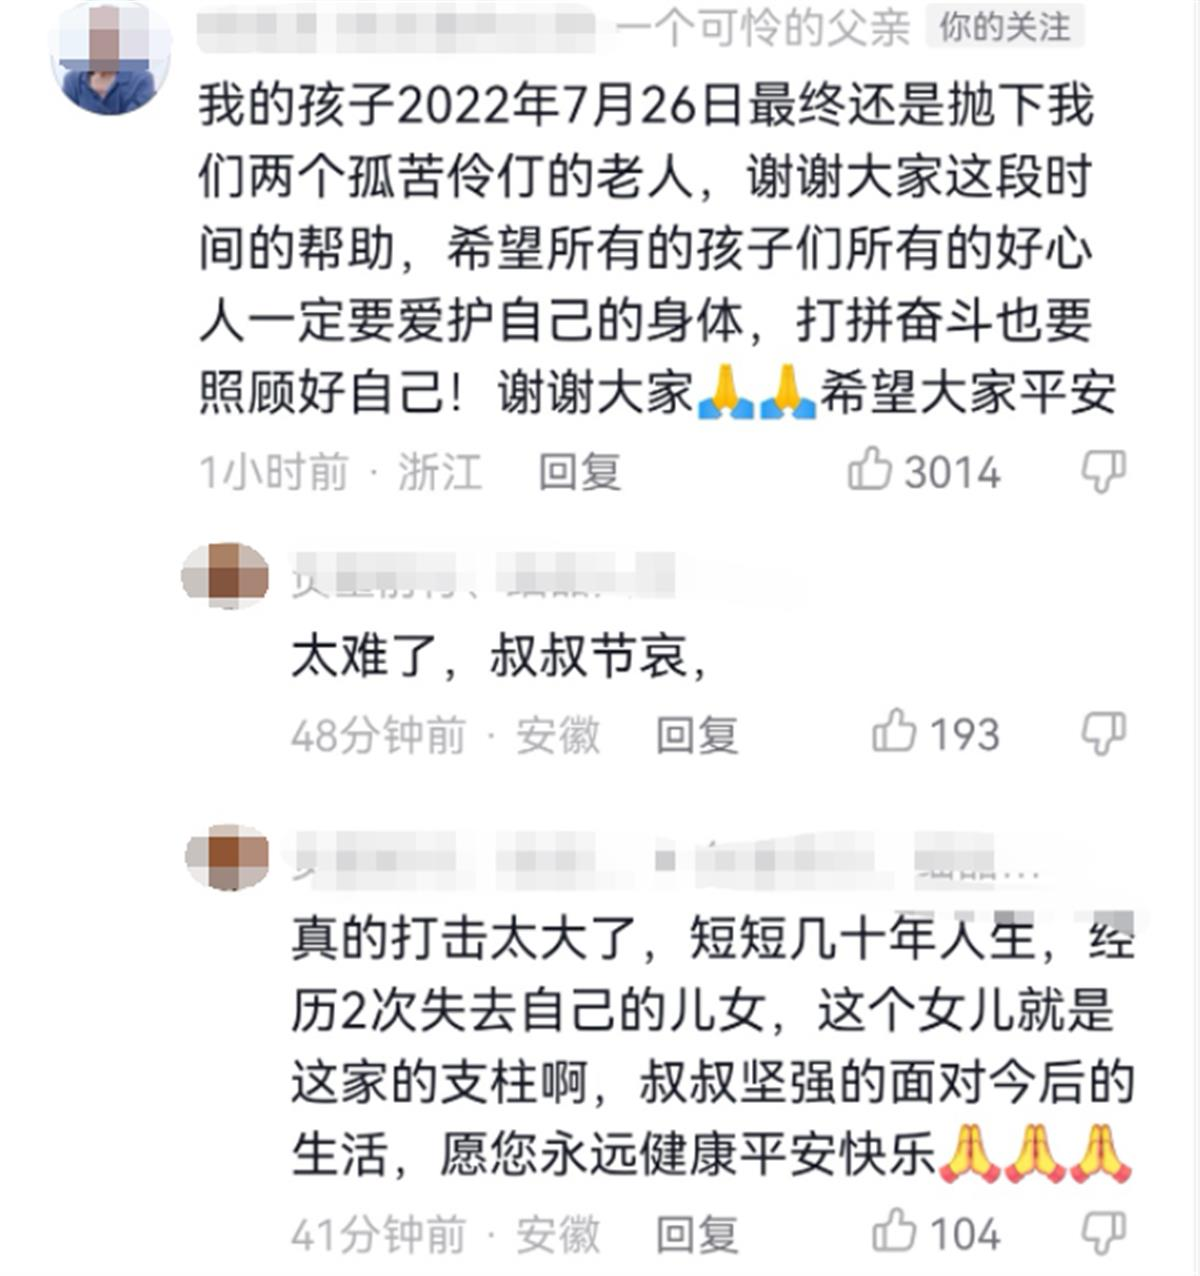 一个可怜的父亲 你的关注
我的孩子2022年7月26日最终还是抛下我
们两个孤苦伶仃的老人，谢谢大家这段时
间的帮助，希望所有的孩子们所有的好心
人一定要爱护自己的身体，打拼奋斗也要
照顾好自己！谢谢大家🙏🙏希望大家平安
1小时前 · 浙江 回复 3014
太难了，叔叔节哀，
48分钟前 · 安徽 回复 193
真的打击太大了，短短几十年人生，经
历2次失去自己的儿女，这个女儿就是
这家的支柱啊，叔叔坚强的面对今后的
生活，愿您永远健康平安快乐🙏🙏🙏
41分钟前 · 安徽 回复 104